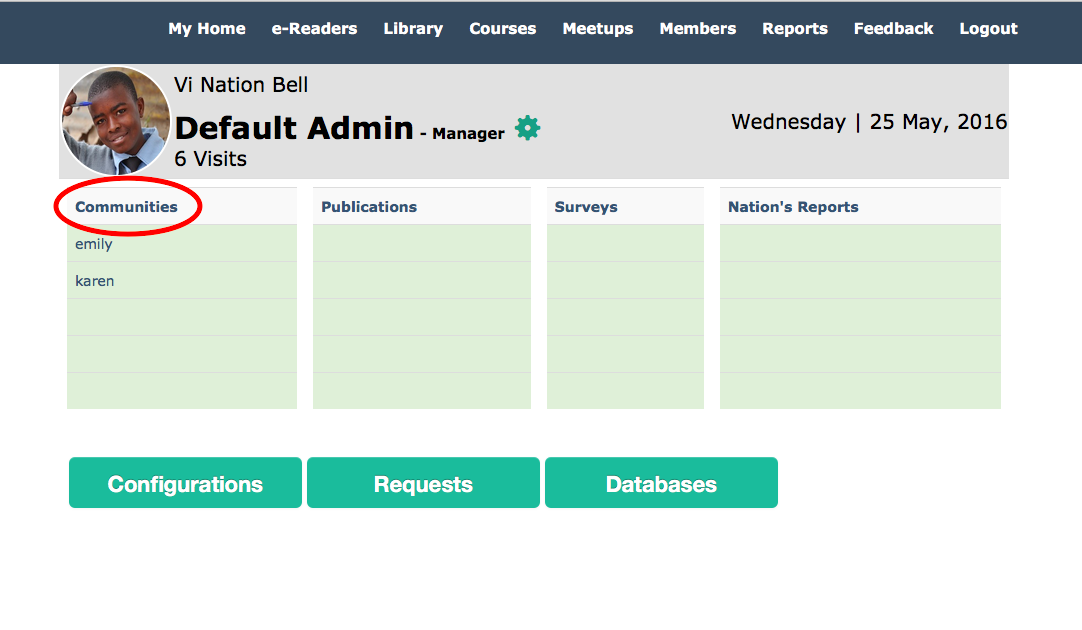 My Home e-Readers Library Courses Meetups Members Reports Feedback Logout
Vi Nation Bell
Default Admin - Manager
6 Visits
Wednesday | 25 May, 2016
Communities Publications Surveys Nation's Reports
emily
karen
Configurations Requests Databases